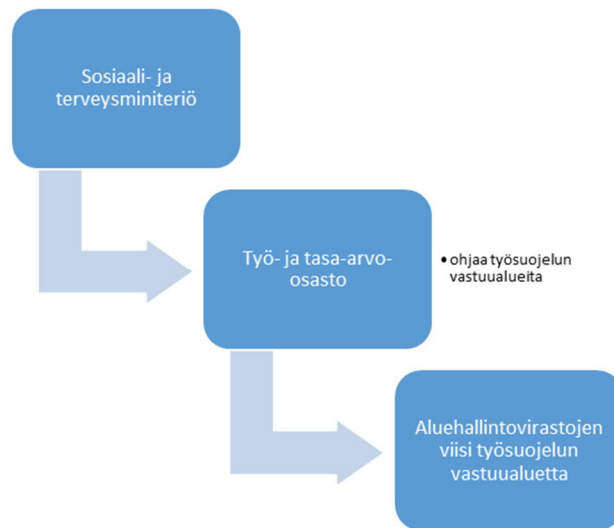 Sosiaali- ja
terveysminiteriö
Työ- ja tasa-arvo-
osasto
• ohjaa työsuojelun
vastuualueita
Aluehallintovirastojen
viisi työsuojelun
vastuualuetta